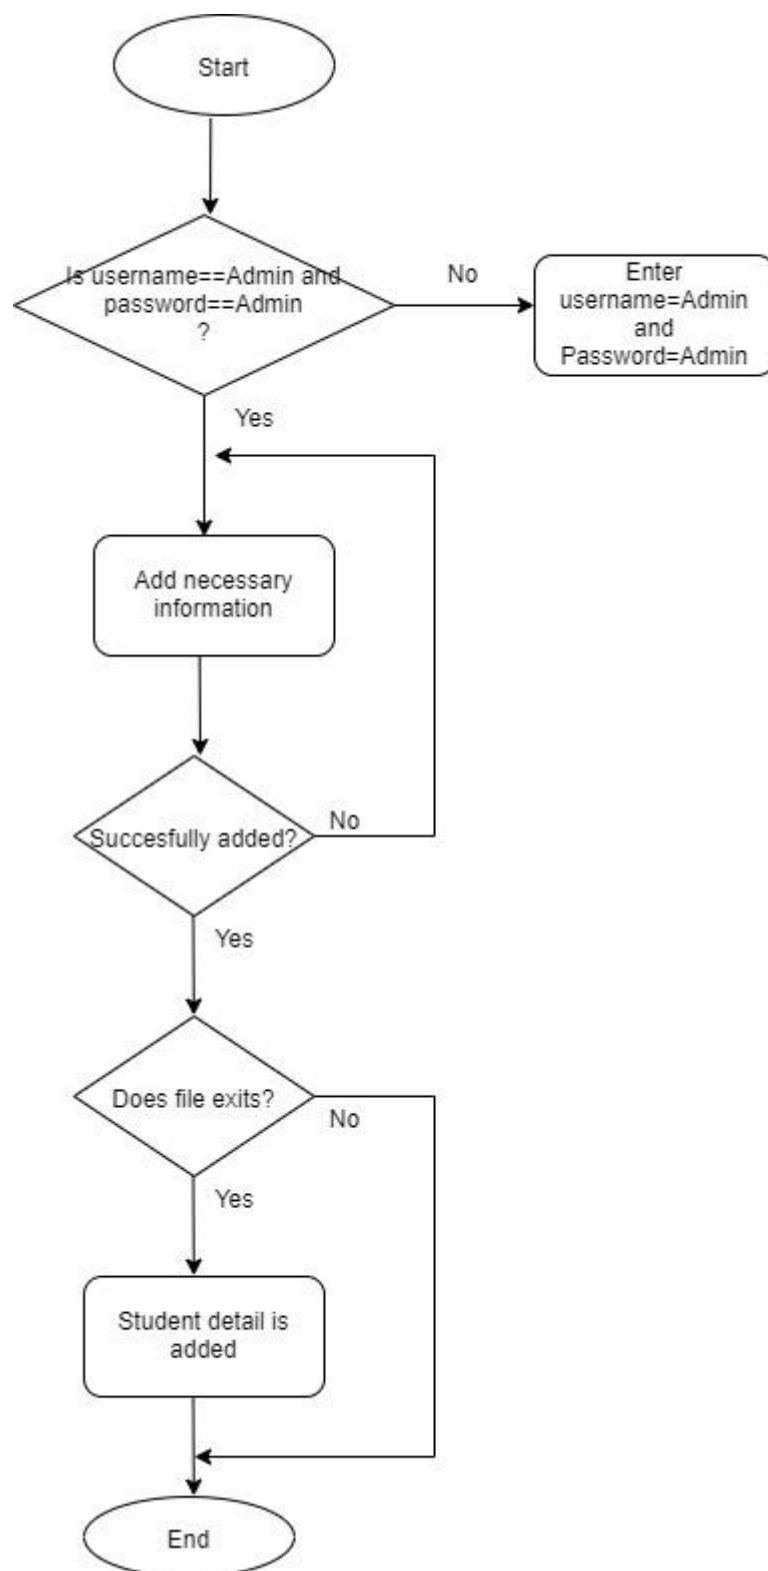 Start
Is username==Admin and
password==Admin
?
No
Enter
username=Admin
and
Password=Admin
Yes
Add necessary
information
Succesfully added?
No
Yes
Does file exits?
No
Yes
Student detail is
added
End